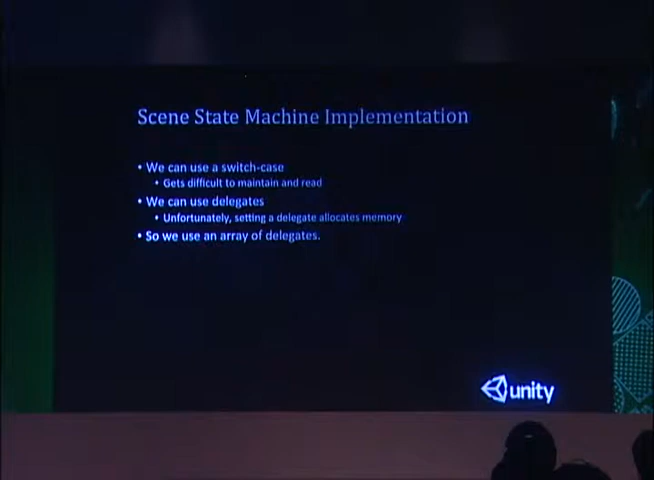 Scene State Machine Implementation
• We can use a switch-case
• Gets difficult to maintain and read
• We can use delegates
• Unfortunately, setting a delegate allocates memory
• So we use an array of delegates.
unity